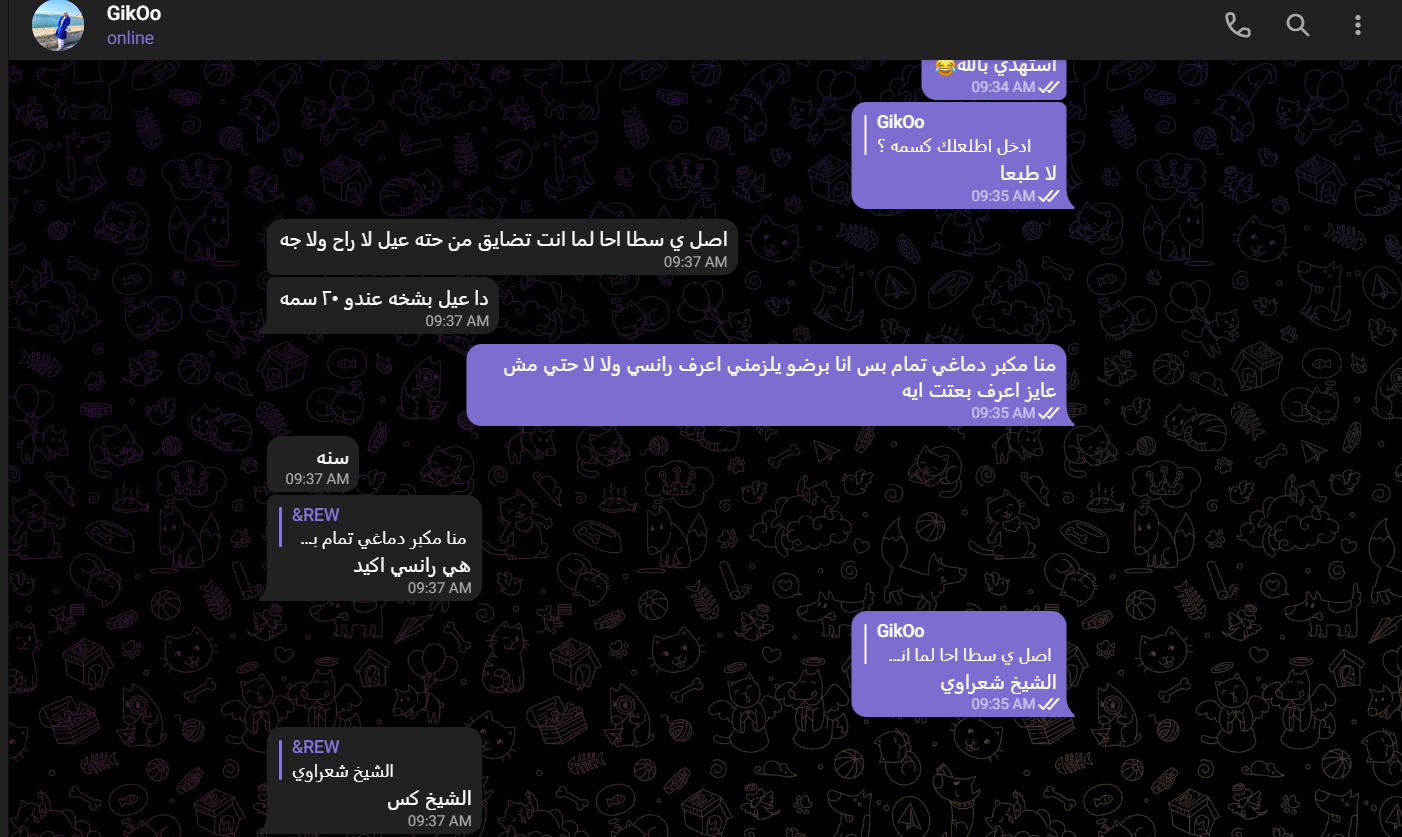 GikOo
online
استهدي بالله😂
09:34 AM
GikOo
ادخل اطلعلك كسمه ؟
لا طبعا
09:35 AM
اصل ي سطا احا لما انت تضايق من حته عيل لا راح ولا جه
09:37 AM
دا عيل بشخه عندو ٢٠ سمه
09:37 AM
منا مكبر دماغي تمام بس انا برضو يلزمني اعرف رانسي ولا لا حتي مش
عايز اعرف بعتت ايه
09:35 AM
سنه
09:37 AM
&REW
منا مكبر دماغي تمام بـ...
هي رانسي اكيد
09:37 AM
GikOo
اصل ي سطا احا لما انـ...
الشيخ شعراوي
09:35 AM
&REW
الشيخ شعراوي
الشيخ كس
09:37 AM